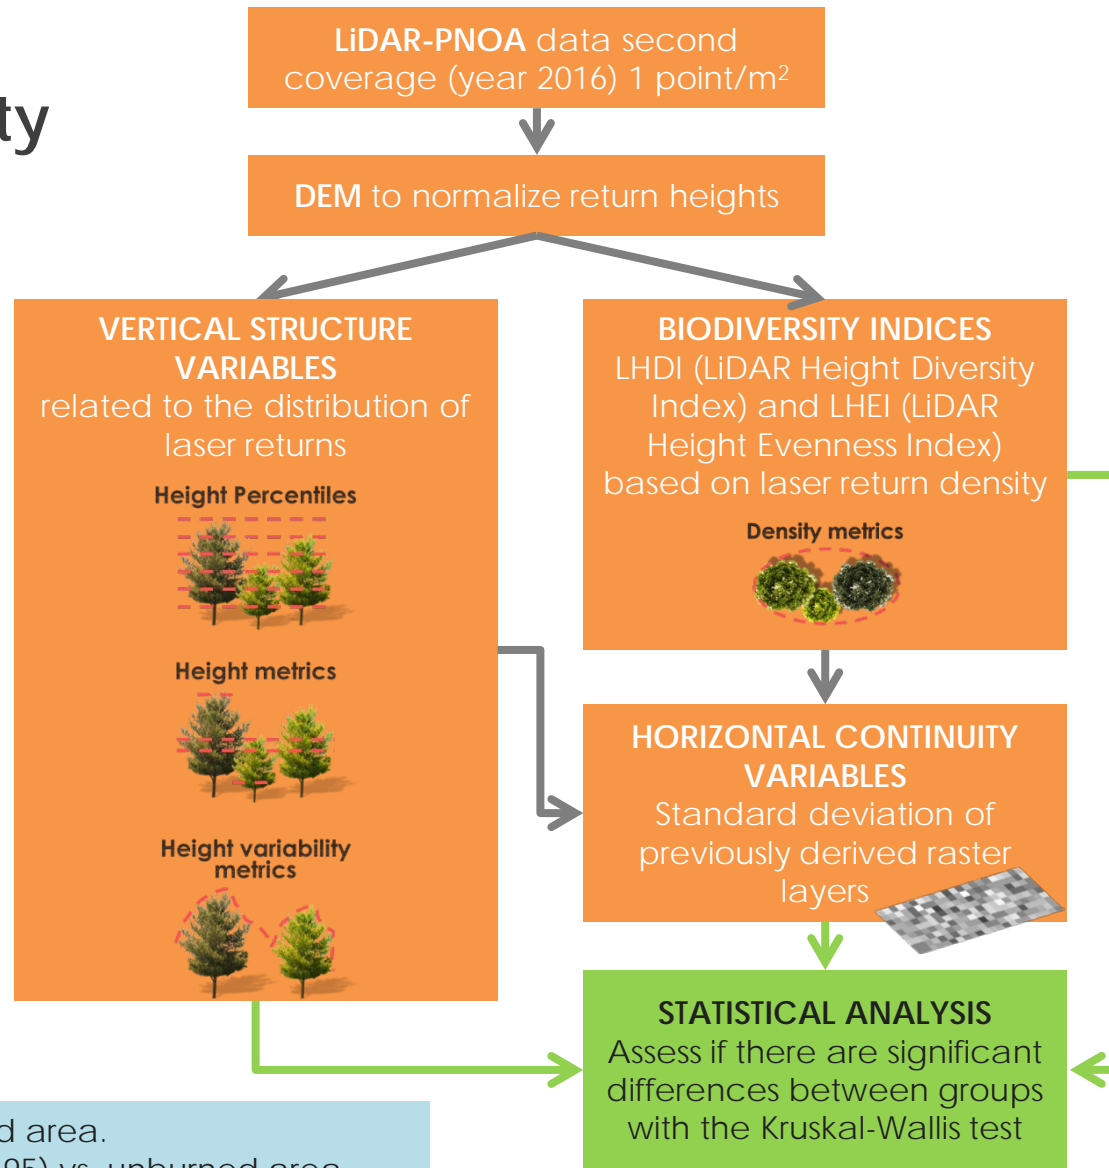 LiDAR-PNOA data second
coverage (year 2016) 1 point/m²
ty
DEM to normalize return heights
VERTICAL STRUCTURE
VARIABLES
related to the distribution of
laser returns
Height Percentiles
Height metrics
Height variability
metrics
BIODIVERSITY INDICES
LHDI (LiDAR Height Diversity
Index) and LHEI (LiDAR
Height Evenness Index)
based on laser return density
Density metrics
HORIZONTAL CONTINUITY
VARIABLES
Standard deviation of
previously derived raster
layers
STATISTICAL ANALYSIS
Assess if there are significant
differences between groups
with the Kruskal-Wallis test
d area.
95) vs. unburned area